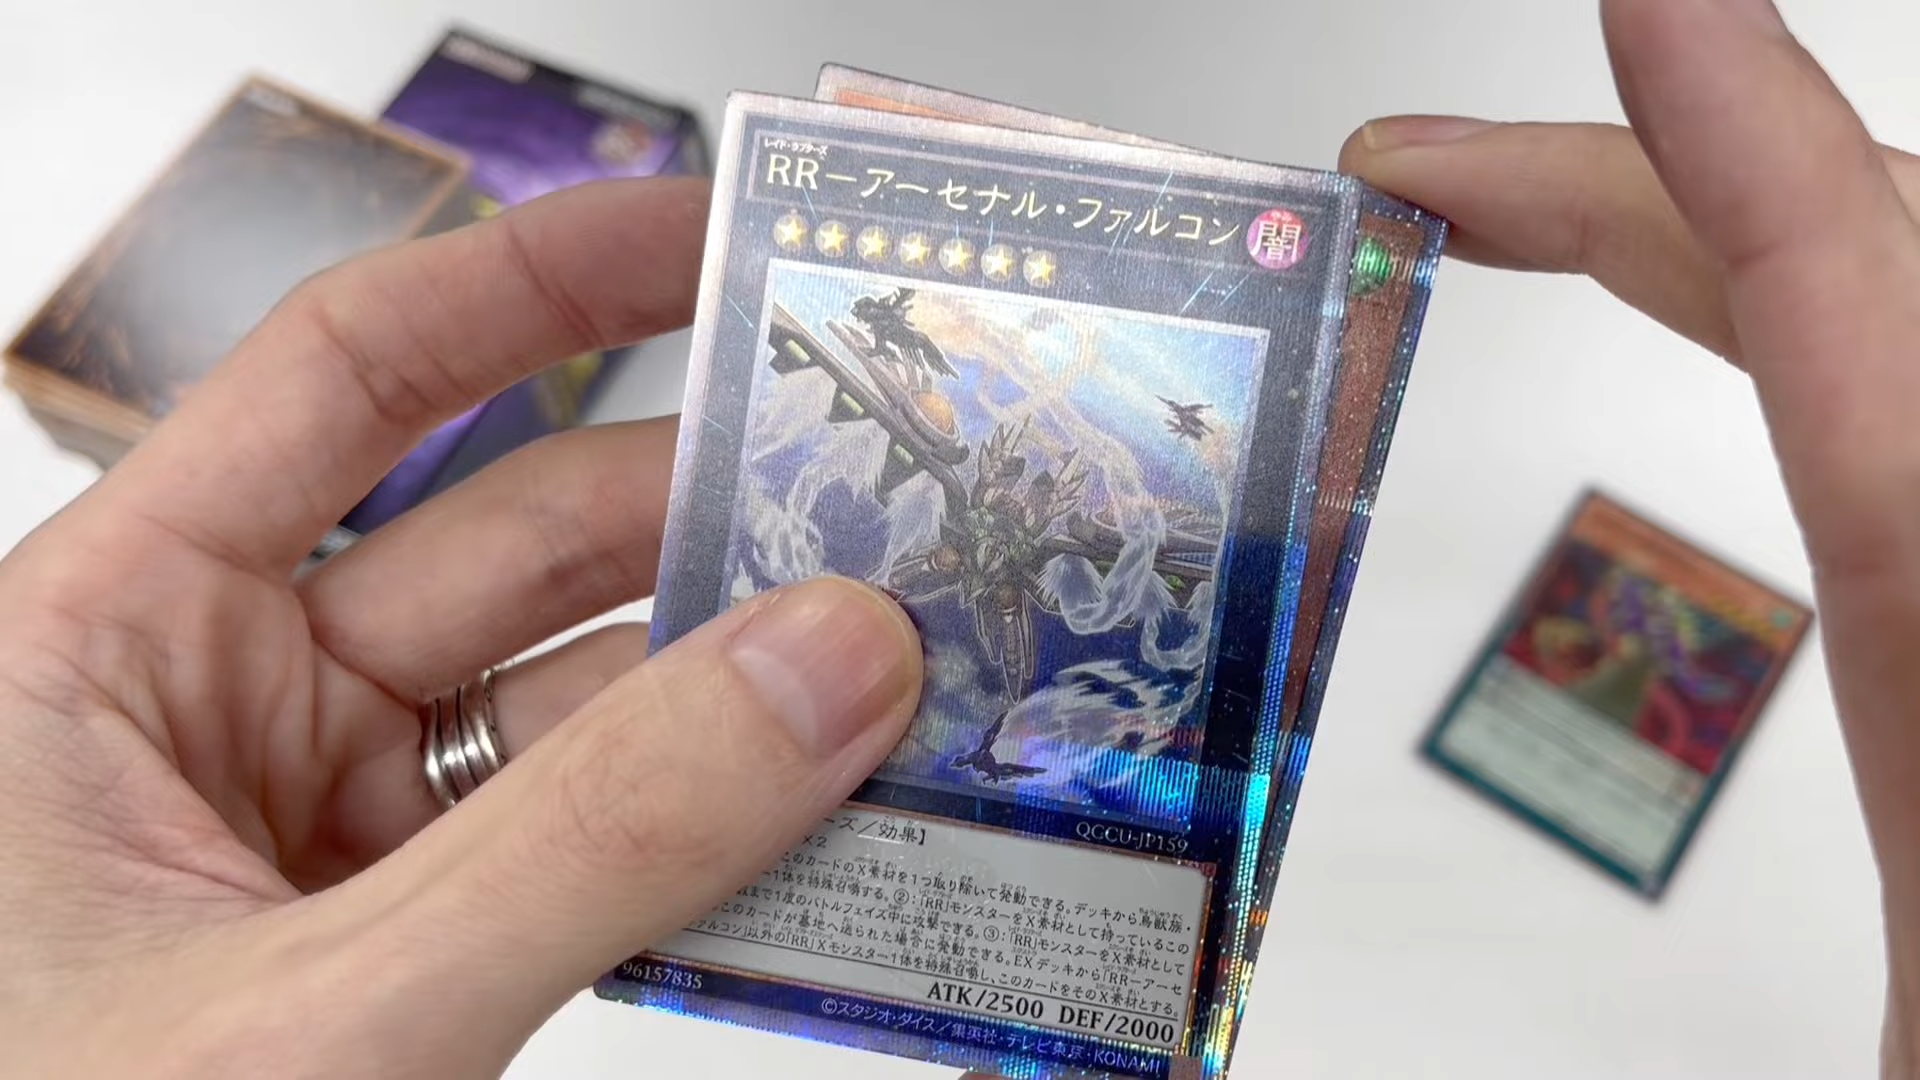 レイド・ラプターズ
RR－アーセナル・ファルコン
闇
QCCU-JP159
ーズ／効果】
×2
このカードのX素材を1つ取り除いて発動できる。デッキから鳥獣族・
ー1体を特殊召喚する。②：「RR」モンスターをX素材として持っているこの
数まで1度のバトルフェイズ中に攻撃できる。③：「RR」モンスターをX素材として
このカードが墓地へ送られた場合に発動できる。EXデッキから「RR－アーセ
ァルコン」以外の「RR」Xモンスター1体を特殊召喚し、このカードをそのX素材とする。
ATK/2500 DEF/2000
96157835
©スタジオ・ダイス／集英社・テレビ東京・KONAMI